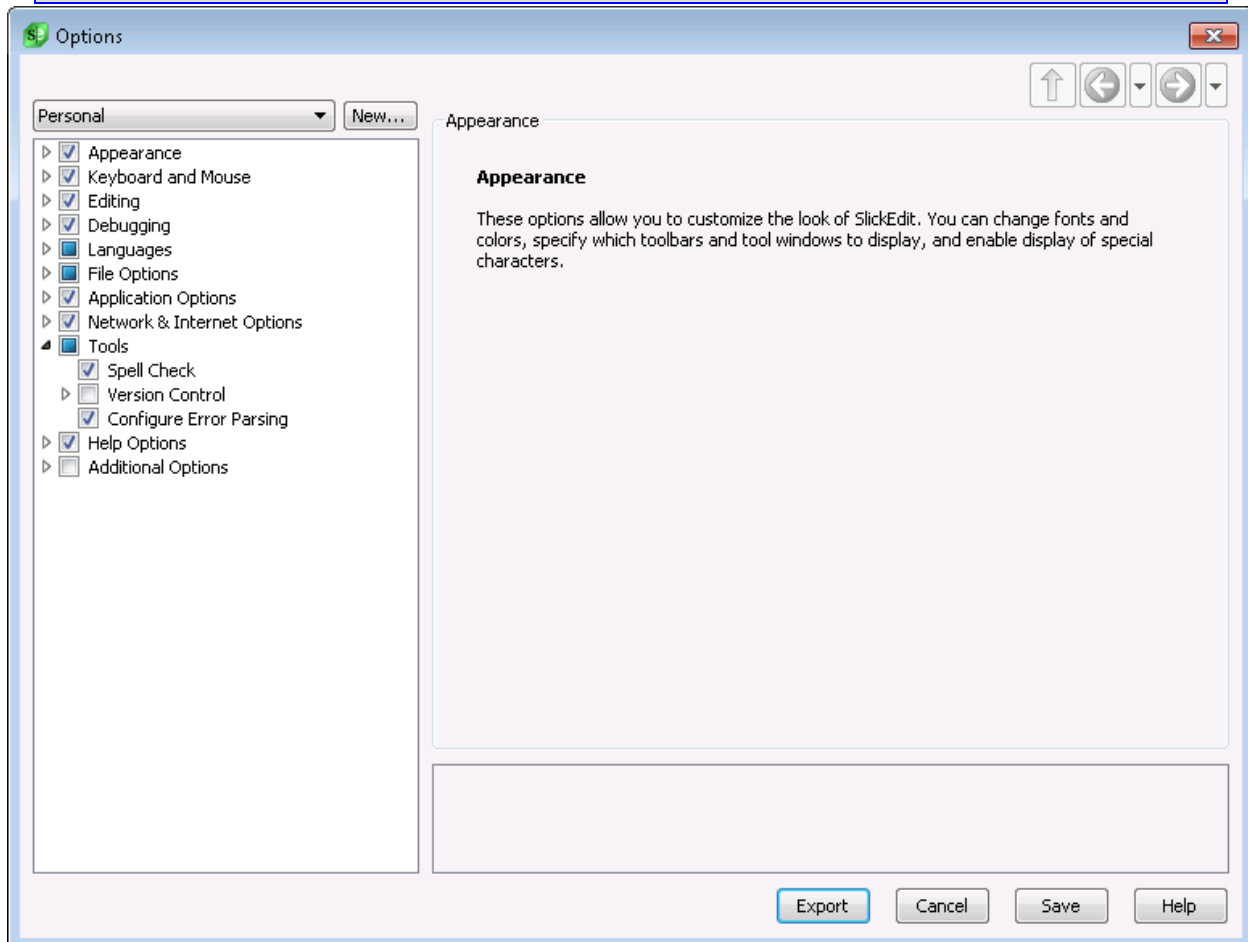 Options
Personal
New...
Appearance
Appearance
Keyboard and Mouse
Editing
Debugging
Languages
File Options
Application Options
Network & Internet Options
Tools
Spell Check
Version Control
Configure Error Parsing
Help Options
Additional Options
Appearance
These options allow you to customize the look of SlickEdit. You can change fonts and
colors, specify which toolbars and tool windows to display, and enable display of special
characters.
Export
Cancel
Save
Help